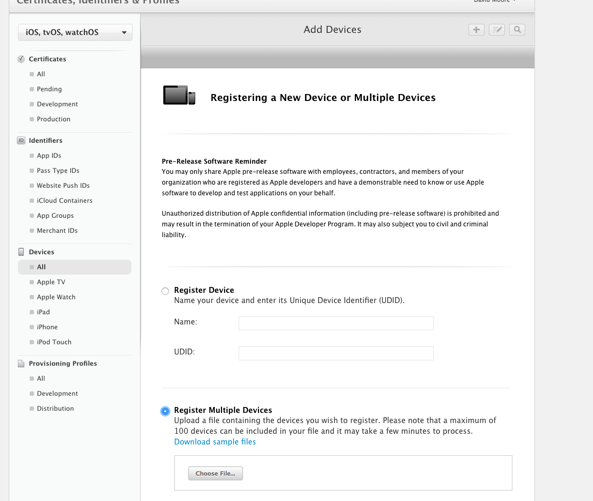 Certificates, Identifiers & Profiles
iOS, tvOS, watchOS
Add Devices
Certificates
All
Pending
Development
Production
Identifiers
App IDs
Pass Type IDs
Website Push IDs
iCloud Containers
App Groups
Merchant IDs
Devices
All
Apple TV
Apple Watch
iPad
iPhone
iPod Touch
Provisioning Profiles
All
Development
Distribution
Registering a New Device or Multiple Devices
Pre-Release Software Reminder
You may only share Apple pre-release software with employees, contractors, and members of your
organization who are registered as Apple developers and have a demonstrable need to know or use Apple
software to develop and test applications on your behalf.
Unauthorized distribution of Apple confidential information (including pre-release software) is prohibited and
may result in the termination of your Apple Developer Program. It may also subject you to civil and criminal
liability.
Register Device
Name your device and enter its Unique Device Identifier (UDID).
Name:
UDID:
Register Multiple Devices
Upload a file containing the devices you wish to register. Please note that a maximum of
100 devices can be included in your file and it may take a few minutes to process.
Download sample files
Choose File...